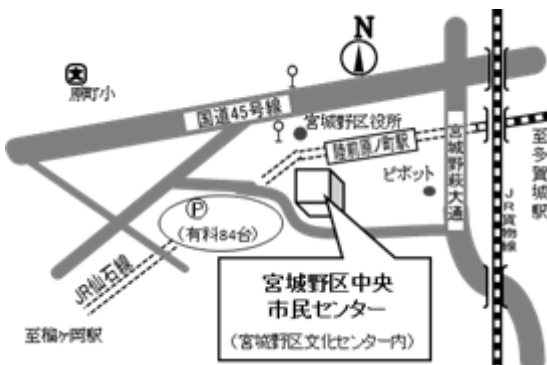 N
原町小
国道45号線
宮城野区役所
陸前原ノ町駅
宮城野萩大通
至多賀城駅
ピボット
JR貨物線
P
(有料84台)
JR仙石線
宮城野区中央
市民センター
(宮城野区文化センター内)
至榴ケ岡駅